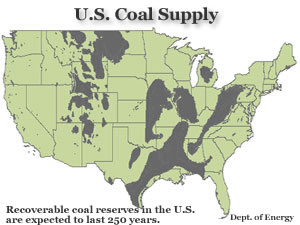 U.S. Coal Supply
Recoverable coal reserves in the U.S.
are expected to last 250 years.
Dept. of Energy